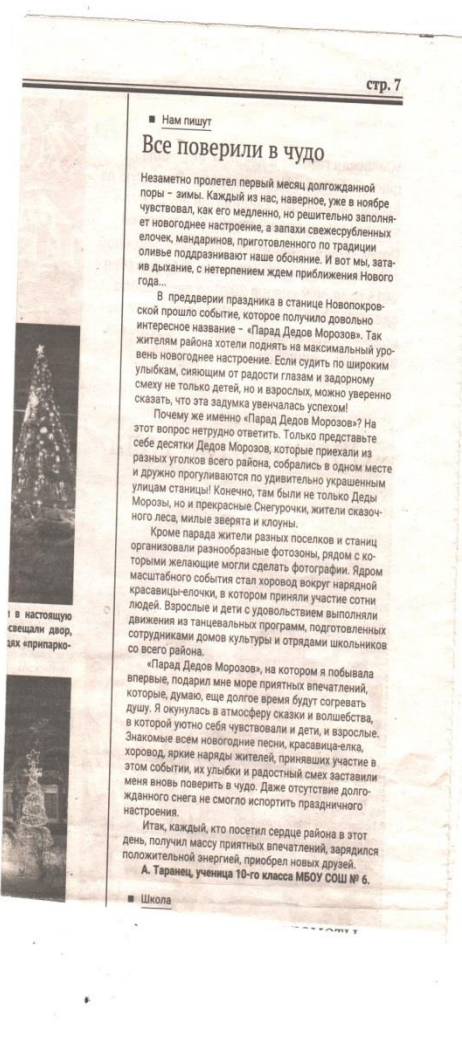 стр. 7
Нам пишут
Все поверили в чудо
Незаметно пролетел первый месяц долгожданной
поры – зимы. Каждый из нас, наверное, уже в ноябре
чувствовал, как его медленно, но решительно заполня-
ет новогоднее настроение, а запахи свежесрубленных
елочек, мандаринов, приготовленного по традиции
оливье поддразнивают наше обоняние. И вот мы, зата-
ив дыхание, с нетерпением ждем приближения Нового
года...
В преддверии праздника в станице Новопокров-
ской прошло событие, которое получило довольно
интересное название – «Парад Дедов Морозов». Так
жителям района хотели поднять на максимальный уро-
вень новогоднее настроение. Если судить по широким
улыбкам, сияющим от радости глазам и задорному
смеху не только детей, но и взрослых, можно уверенно
сказать, что эта задумка увенчалась успехом!
Почему же именно «Парад Дедов Морозов»? На
этот вопрос нетрудно ответить. Только представьте
себе десятки Дедов Морозов, которые приехали из
разных уголков всего района, собрались в одном месте
и дружно прогуливаются по удивительно украшенным
улицам станицы! Конечно, там были не только Деды
Морозы, но и прекрасные Снегурочки, жители сказоч-
ного леса, милые зверята и клоуны.
Кроме парада жители разных поселков и станиц
организовали разнообразные фотозоны, рядом с ко-
торыми желающие могли сделать фотографии. Ядром
масштабного события стал хоровод вокруг нарядной
красавицы-елочки, в котором приняли участие сотни
людей. Взрослые и дети с удовольствием выполняли
движения из танцевальных программ, подготовленных
сотрудниками домов культуры и отрядами школьников
со всего района.
«Парад Дедов Морозов», на котором я побывала
впервые, подарил мне море приятных впечатлений,
которые, думаю, еще долгое время будут согревать
душу. Я окунулась в атмосферу сказки и волшебства,
в которой уютно себя чувствовали и дети, и взрослые.
Знакомые всем новогодние песни, красавица-елка,
хоровод, яркие наряды жителей, принявших участие в
этом событии, их улыбки и радостный смех заставили
меня вновь поверить в чудо. Даже отсутствие долго-
жданного снега не смогло испортить праздничного
настроения.
Итак, каждый, кто посетил сердце района в этот
день, получил массу приятных впечатлений, зарядился
положительной энергией, приобрел новых друзей.
А. Таранец, ученица 10-го класса МБОУ СОШ № 6.
Школа
в настоящую
свещали двор,
«припарко-